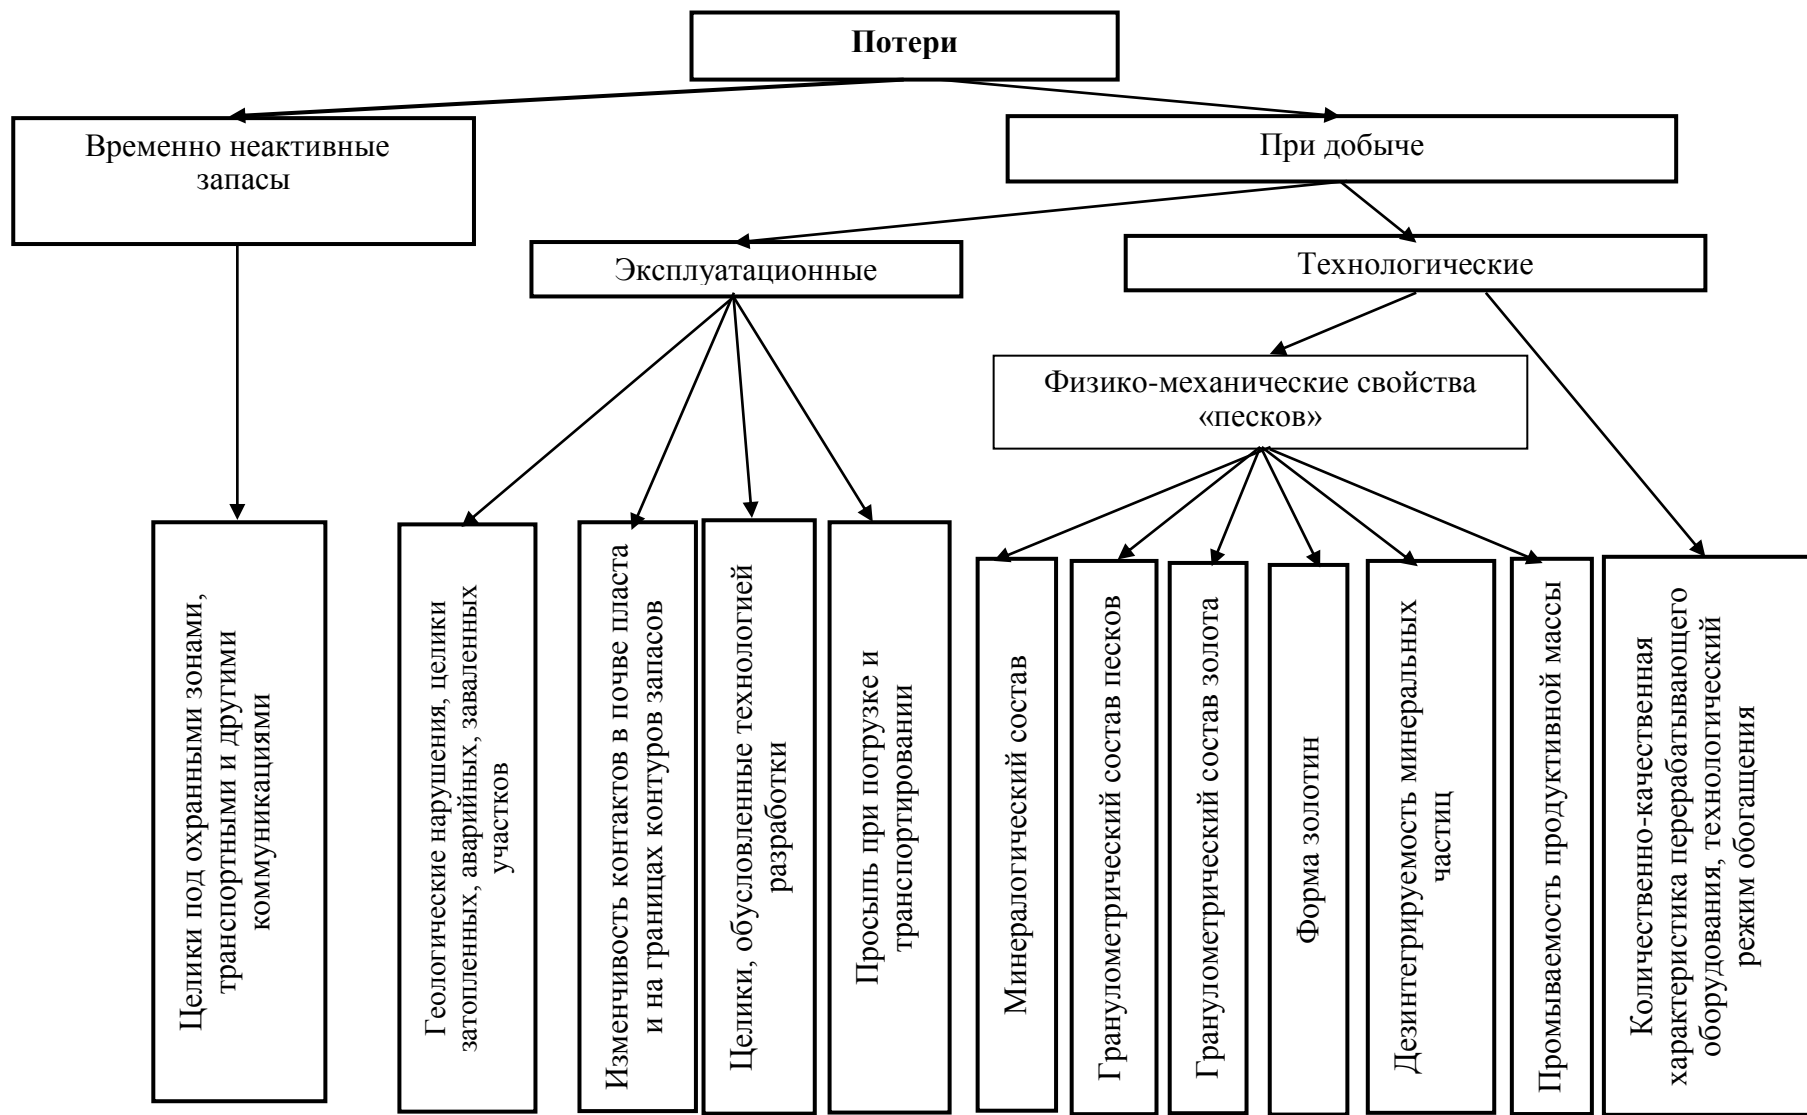 Потери
Временно неактивные
запасы
При добыче
Эксплуатационные
Технологические
Физико-механические свойства
«песков»
Целики под охранными зонами,
транспортными и другими
коммуникациями
Геологические нарушения, целики
затопленных, аварийных, заваленных
участков
Изменчивость контактов в почве пласта
и на границах контуров запасов
Целики, обусловленные технологией
разработки
Просыпь при погрузке и
транспортировании
Минералогический состав
Гранулометрический состав песков
Гранулометрический состав золота
Форма золотин
Дезинтегрируемость минеральных
частиц
Промываемость продуктивной массы
Количественно-качественная
характеристика перерабатывающего
оборудования, технологический
режим обогащения